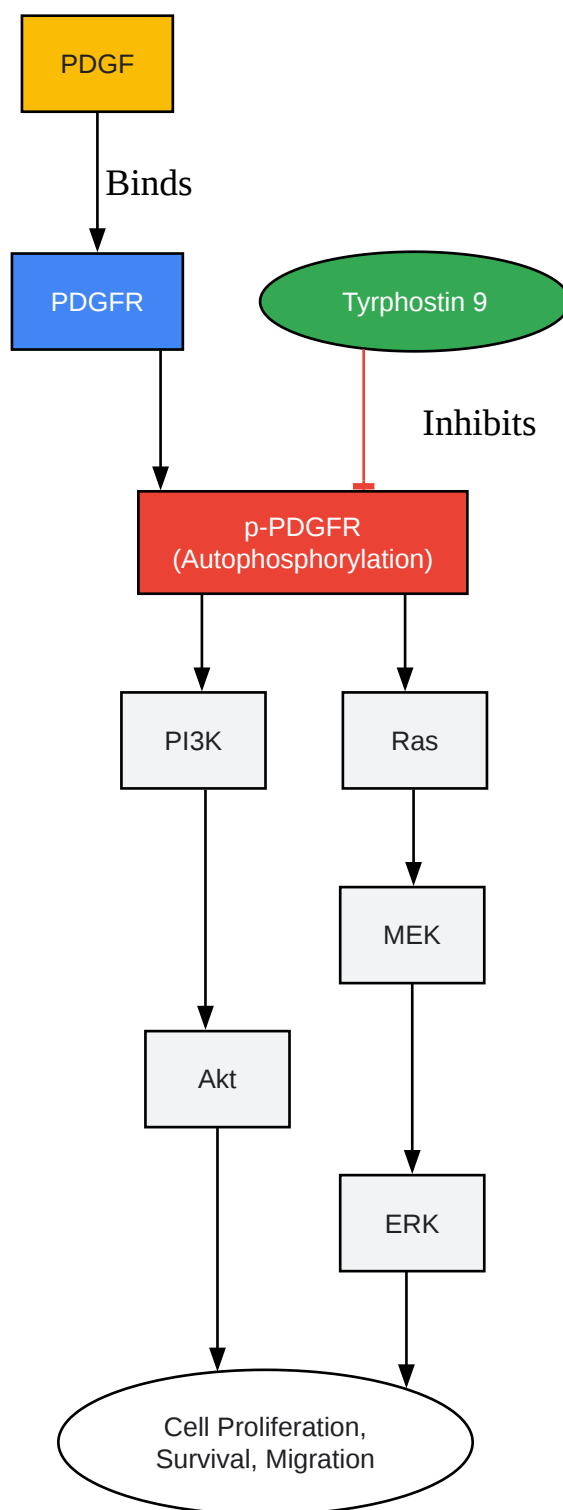 PDGF
Binds
PDGFR
Tyrphostin 9
Inhibits
p-PDGFR
(Autophosphorylation)
PI3K
Ras
MEK
Akt
ERK
Cell Proliferation,
Survival, Migration